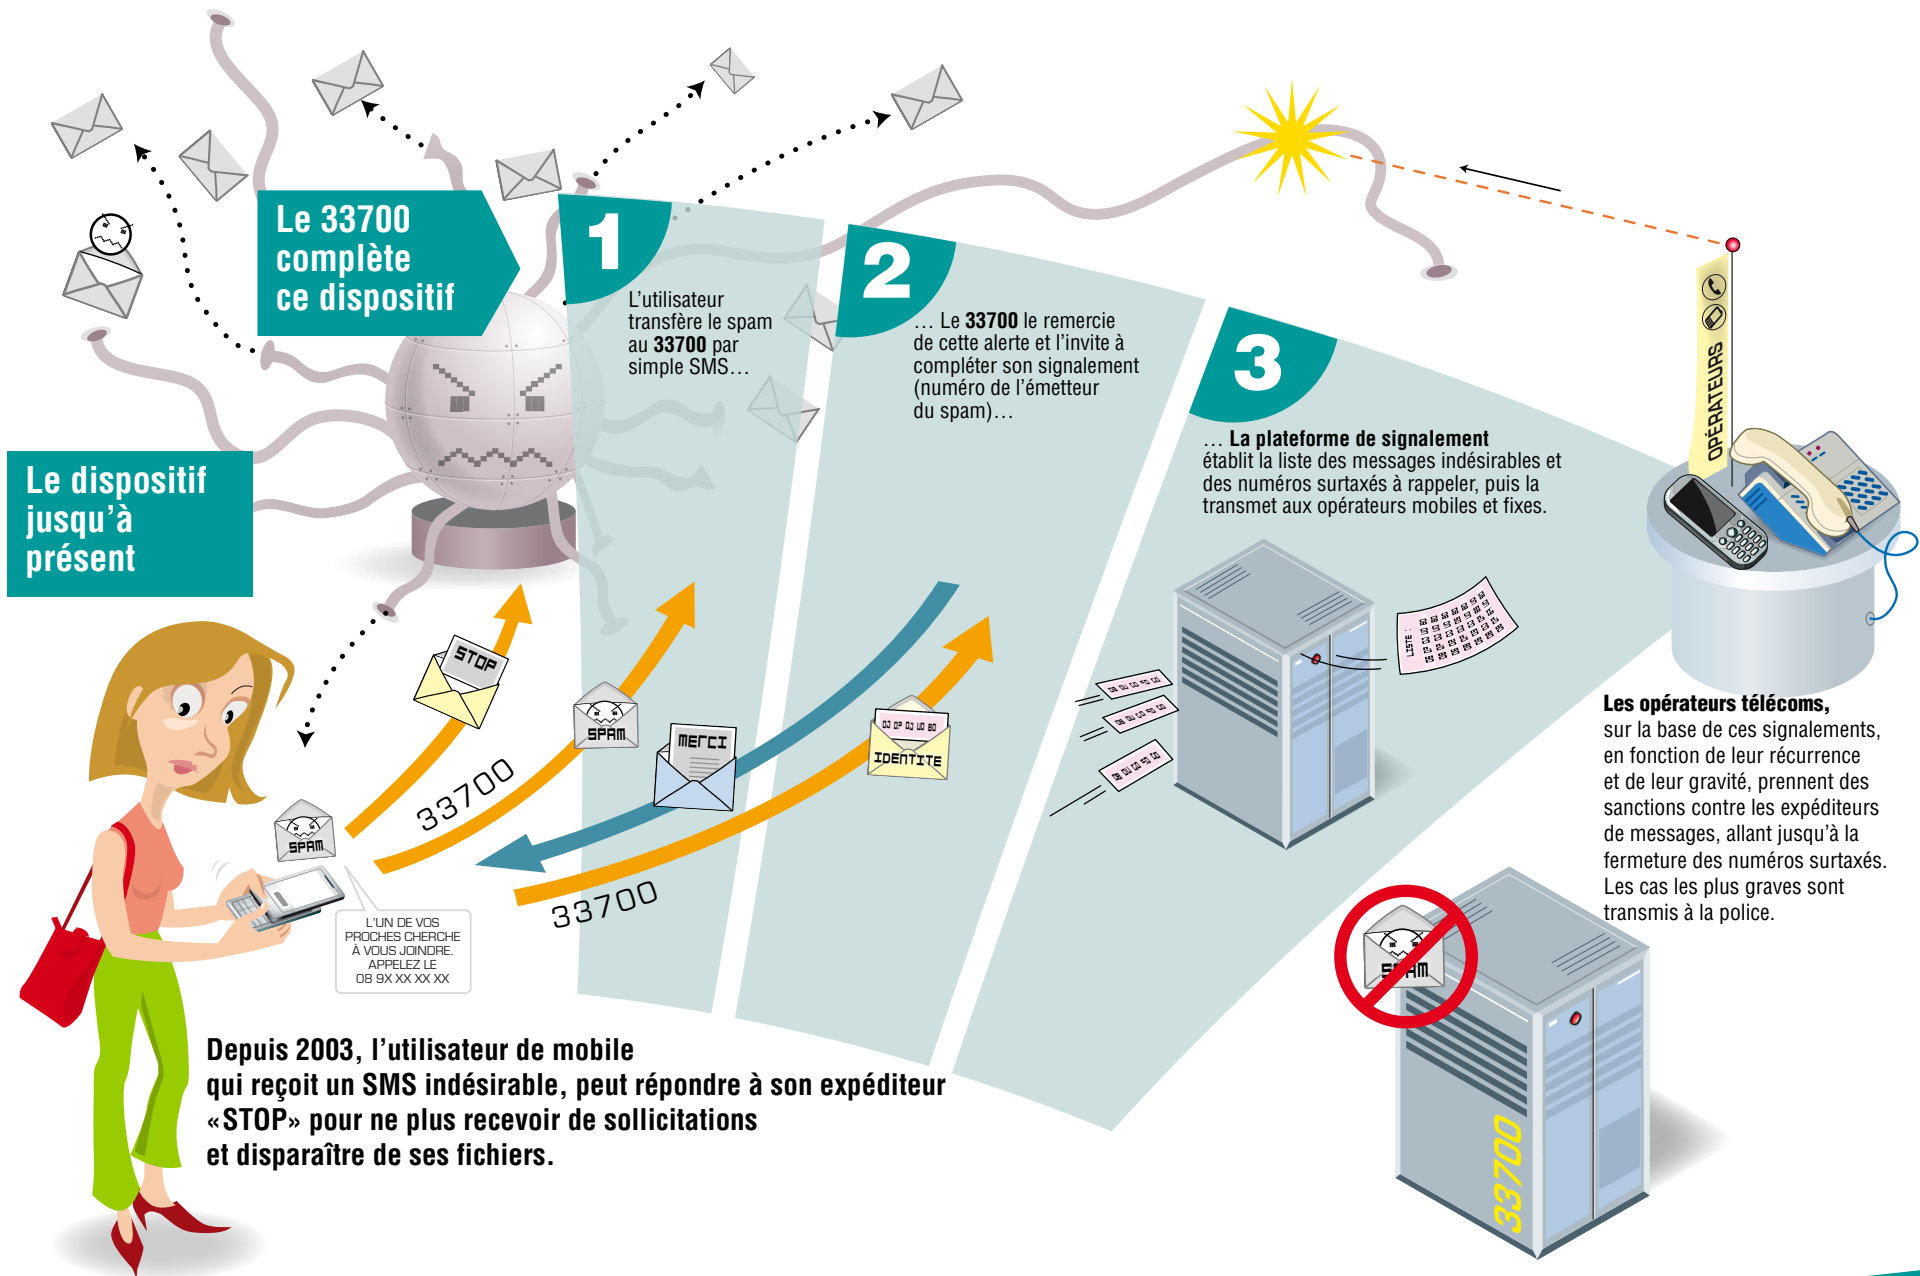 Le 33700
complète
ce dispositif
1
L'utilisateur
transfère le spam
au 33700 par
simple SMS…
2
… Le 33700 le remercie
de cette alerte et l'invite à
compléter son signalement
(numéro de l'émetteur
du spam)…
3
… La plateforme de signalement
établit la liste des messages indésirables et
des numéros surtaxés à rappeler, puis la
transmet aux opérateurs mobiles et fixes.
OPÉRATEURS
Le dispositif
jusqu'à
présent
STOP
SPAM
MERCI
IDENTITE
SPAM
33700
33700
L'UN DE VOS
PROCHES CHERCHE
À VOUS JOINDRE.
APPELEZ LE
08 9X XX XX XX
LISTE :
Les opérateurs télécoms,
sur la base de ces signalements,
en fonction de leur récurrence
et de leur gravité, prennent des
sanctions contre les expéditeurs
de messages, allant jusqu'à la
fermeture des numéros surtaxés.
Les cas les plus graves sont
transmis à la police.
SPAM
33700
Depuis 2003, l'utilisateur de mobile
qui reçoit un SMS indésirable, peut répondre à son expéditeur
«STOP» pour ne plus recevoir de sollicitations
et disparaître de ses fichiers.